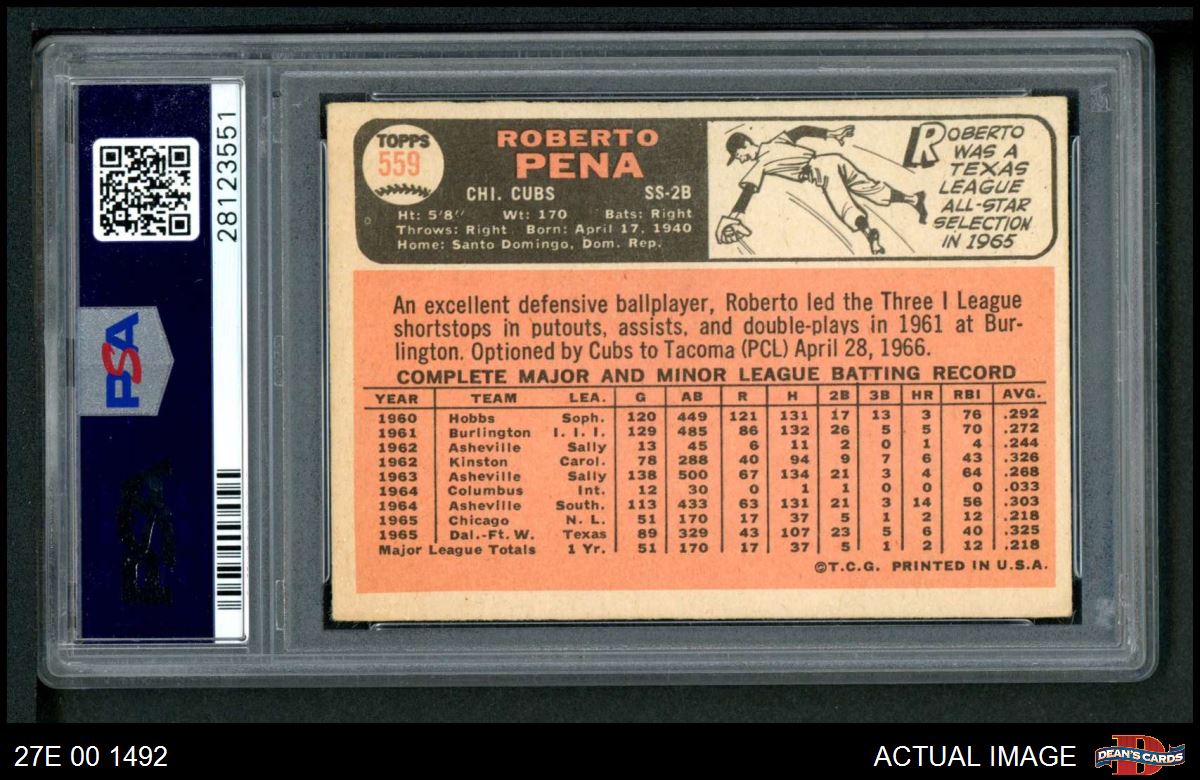 28123551
PSA
PSA
TOPPS
559
ROBERTO
PENA
CHI. CUBS SS-2B
Ht: 5'8" Wt: 170 Bats: Right
Throws: Right Born: April 17, 1940
Home: Santo Domingo, Dom. Rep.
ROBERTO
WAS A
TEXAS
LEAGUE
ALL-STAR
SELECTION
IN 1965
An excellent defensive ballplayer, Roberto led the Three I League
shortstops in putouts, assists, and double-plays in 1961 at Bur-
lington. Optioned by Cubs to Tacoma (PCL) April 28, 1966.
COMPLETE MAJOR AND MINOR LEAGUE BATTING RECORD
YEAR TEAM LEA. G AB R H 2B 3B HR RBI AVG.
1960 Hobbs Soph. 120 449 121 131 17 13 3 76 .292
1961 Burlington I. I. I. 129 485 86 132 26 5 5 70 .272
1962 Asheville Sally 13 45 6 11 2 0 1 4 .244
1962 Kinston Carol. 78 288 40 94 9 7 6 43 .326
1963 Asheville Sally 138 500 67 134 21 3 4 64 .268
1964 Columbus Int. 12 30 0 1 1 0 0 0 .033
1964 Asheville South. 113 433 63 131 21 3 14 56 .303
1965 Chicago N. L. 51 170 17 37 5 1 2 12 .218
1965 Dal.-Ft. W. Texas 89 329 43 107 23 5 6 40 .325
Major League Totals 1 Yr. 51 170 17 37 5 1 2 12 .218
©T.C.G. PRINTED IN U.S.A.
27E 00 1492
ACTUAL IMAGE
DEAN'S CARDS